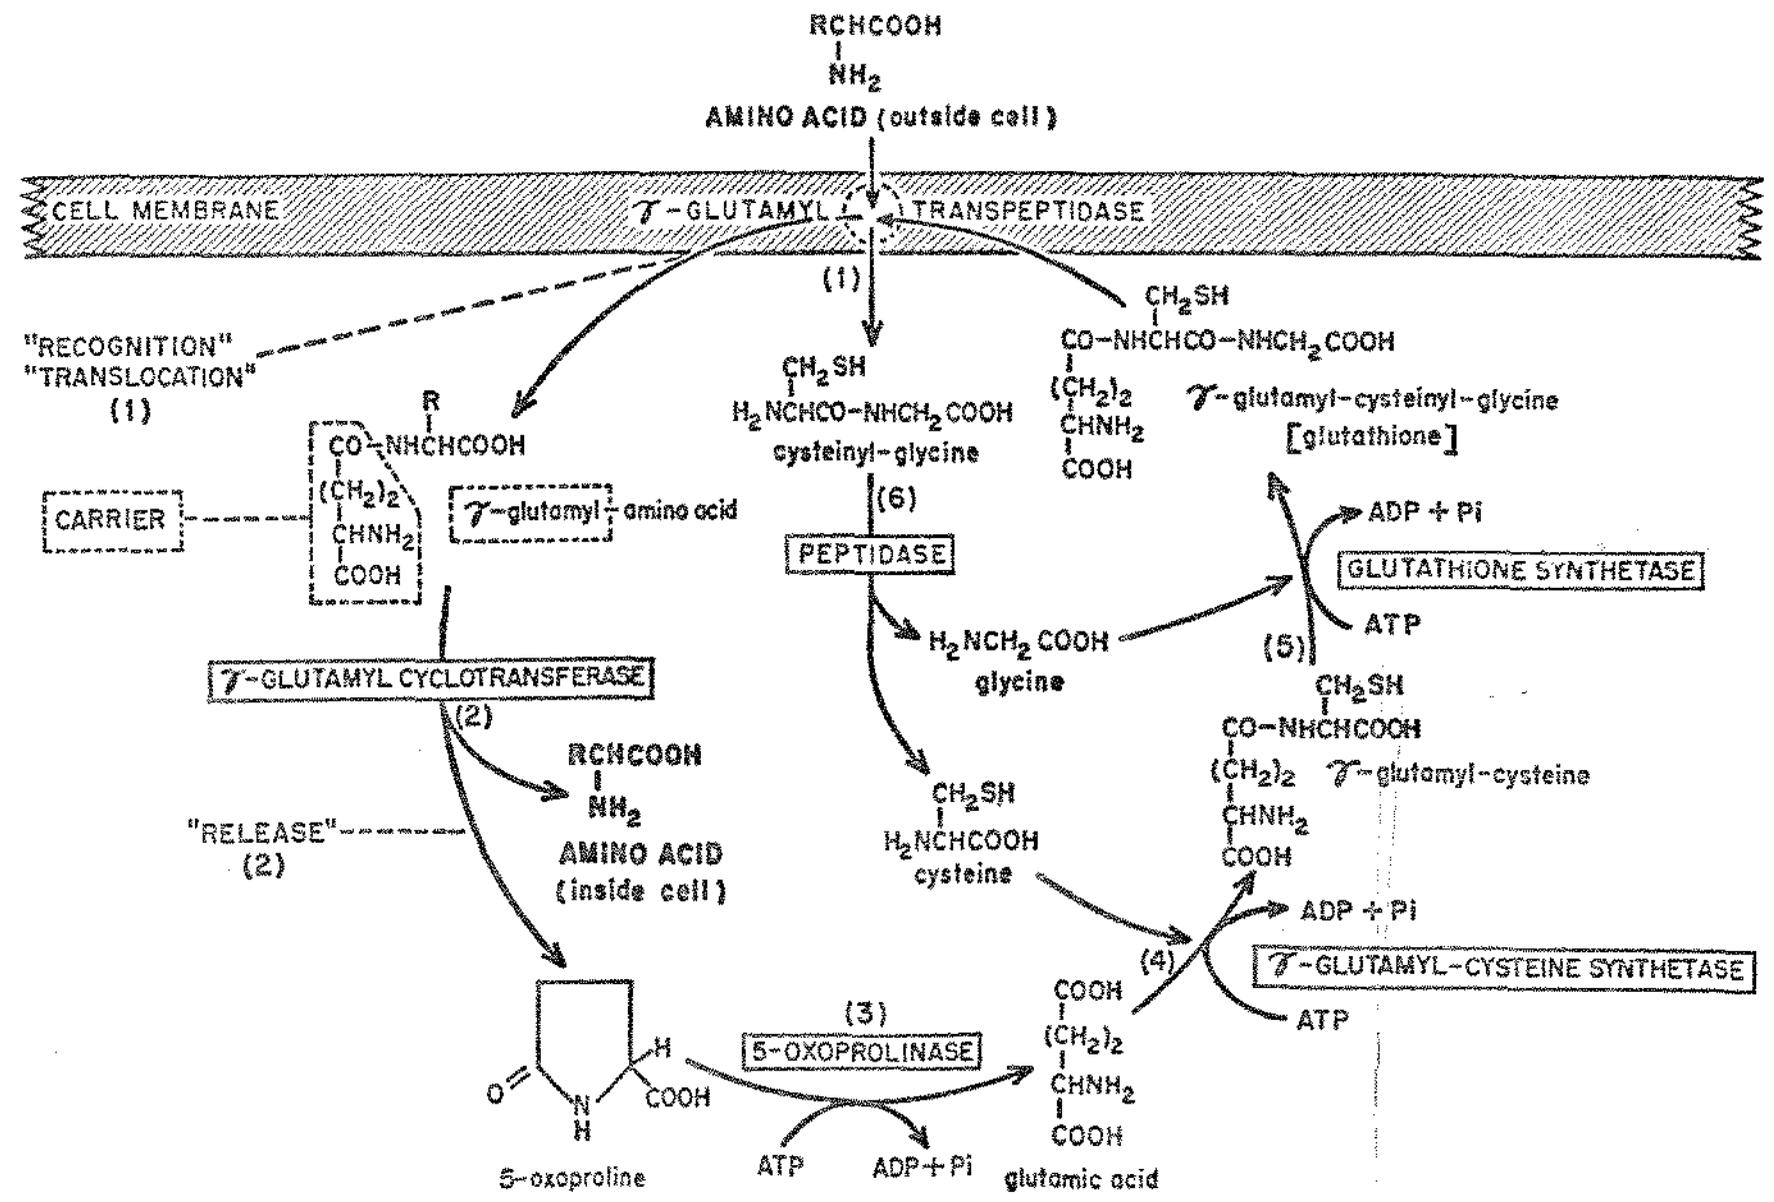 RCHCOOH
NH2
AMINO ACID (outside cell)
CELL MEMBRANE
γ-GLUTAMYL TRANSPEPTIDASE
(1)
"RECOGNITION"
"TRANSLOCATION"
(1)
CH2SH
H2NCHCO-NHCH2COOH
cysteinyl-glycine
CH2SH
CO-NHCHCO-NHCH2COOH
(CH2)2
CHNH2
COOH
γ-glutamyl-cysteinyl-glycine
[glutathione]
R
CO-NHCHCOOH
(CH2)2
CHNH2
COOH
CARRIER
γ-glutamyl-amino acid
(6)
PEPTIDASE
ADP + Pi
GLUTATHIONE SYNTHETASE
ATP
(5)
H2NCH2COOH
glycine
γ-GLUTAMYL CYCLOTRANSFERASE
(2)
RCHCOOH
NH2
AMINO ACID
(inside cell)
"RELEASE"
(2)
CH2SH
H2NCHCOOH
cysteine
CH2SH
CO-NHCHCOOH
(CH2)2
CHNH2
COOH
γ-glutamyl-cysteine
ADP + Pi
(4)
γ-GLUTAMYL-CYSTEINE SYNTHETASE
ATP
O
N
H
H
COOH
5-oxoproline
(3)
5-OXOPROLINASE
ATP
ADP+Pi
COOH
(CH2)2
CHNH2
COOH
glutamic acid